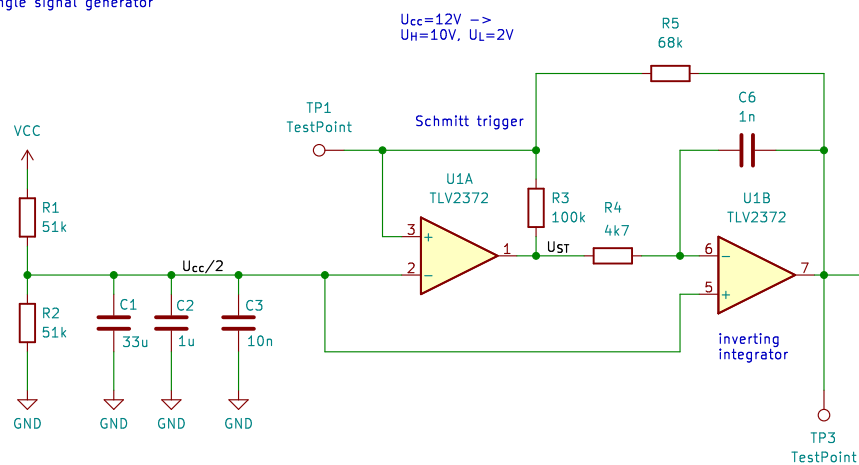 ngle signal generator
UCC=12V ->
UH=10V, UL=2V
R5
68k
TP1
TestPoint
Schmitt trigger
C6
1n
VCC
U1A
TLV2372
U1B
TLV2372
R1
51k
3
+
R3
100k
R4
4k7
1
UST
6
-
UCC/2
2
-
7
5
+
R2
51k
C1
33u
C2
1u
C3
10n
inverting
integrator
GND
GND
GND
GND
TP3
TestPoint